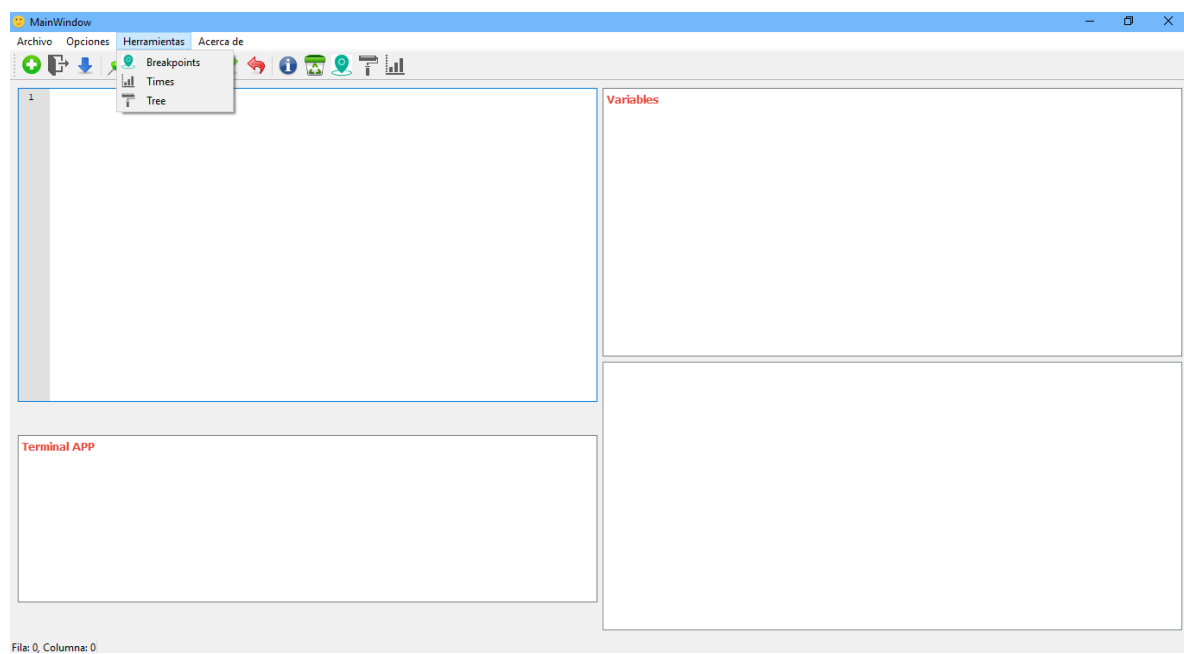 MainWindow
Archivo Opciones Herramientas Acerca de
Breakpoints
Times
Tree
1
Variables
Terminal APP
Fila: 0, Columna: 0